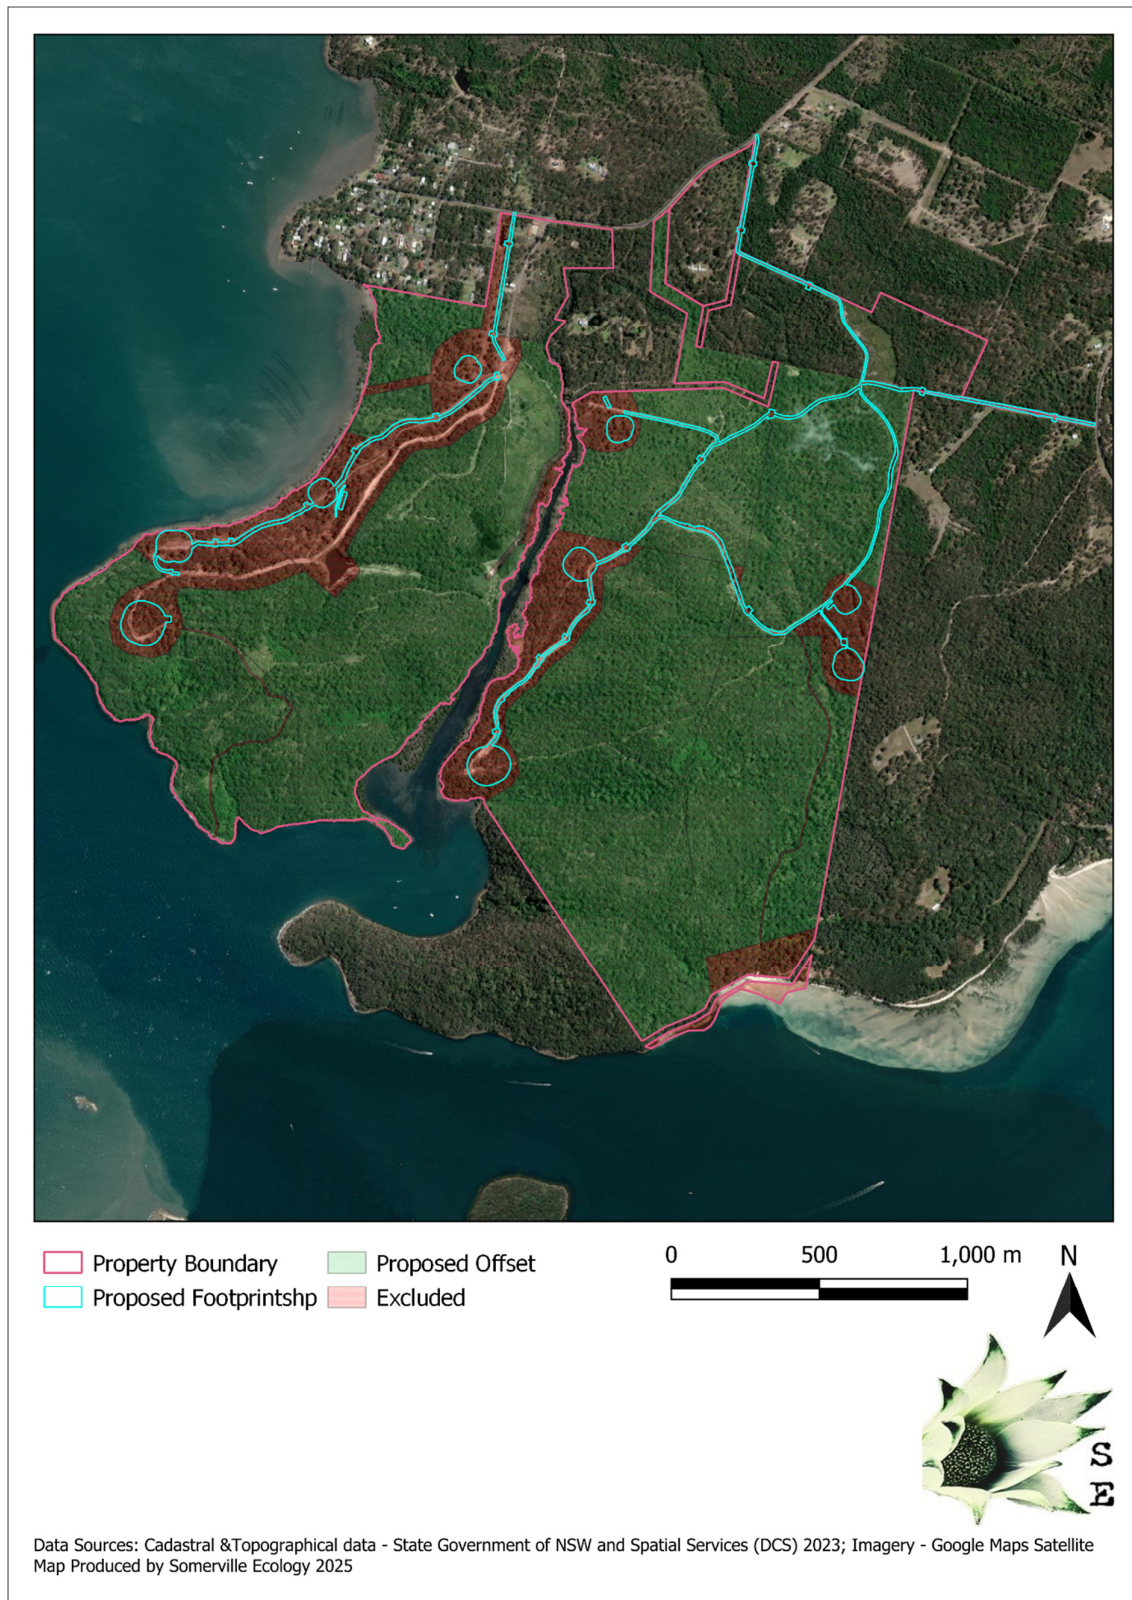 Property Boundary
Proposed Offset
Proposed Footprintshp
Excluded
0 500 1,000 m
N
S
E
Data Sources: Cadastral &Topographical data - State Government of NSW and Spatial Services (DCS) 2023; Imagery - Google Maps Satellite
Map Produced by Somerville Ecology 2025